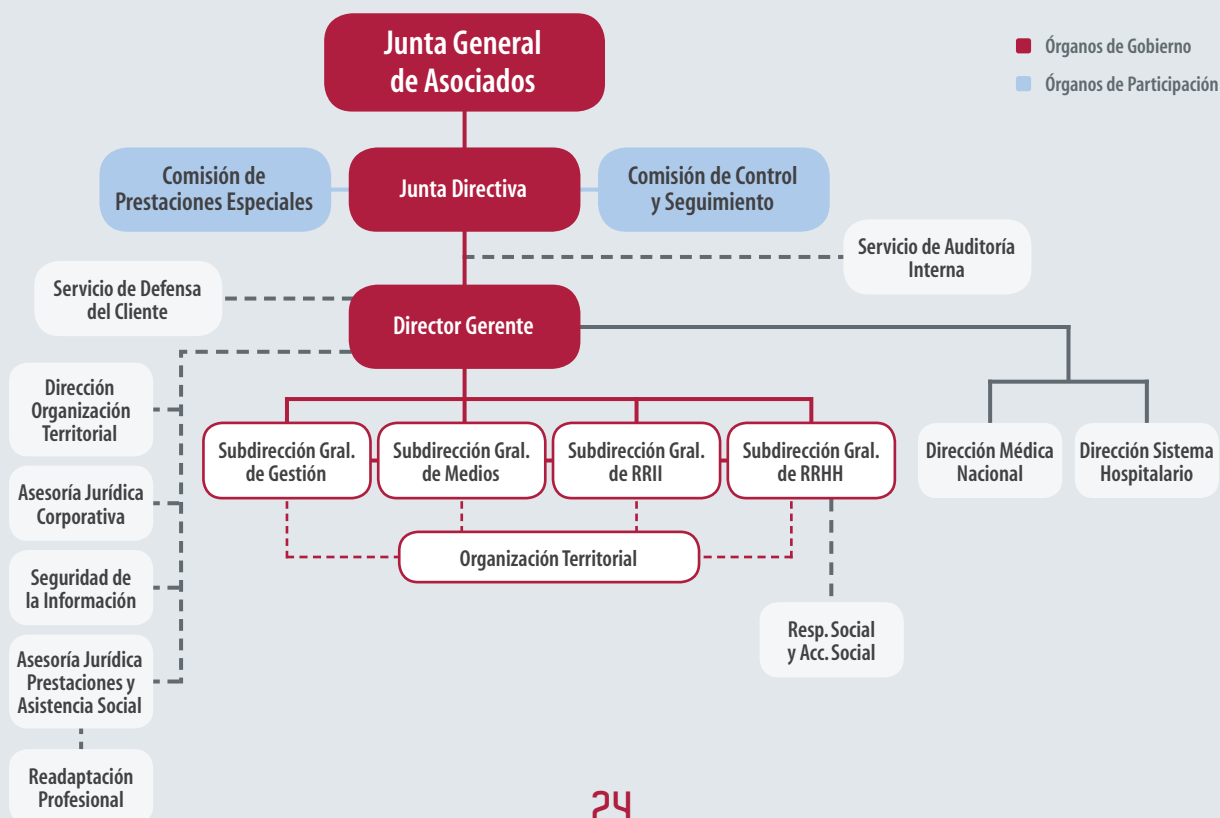 Junta General
de Asociados
Órganos de Gobierno
Órganos de Participación
Comisión de
Prestaciones Especiales
Junta Directiva
Comisión de Control
y Seguimiento
Servicio de Auditoría
Interna
Servicio de Defensa
del Cliente
Director Gerente
Dirección
Organización
Territorial
Subdirección Gral.
de Gestión
Subdirección Gral.
de Medios
Subdirección Gral.
de RRII
Subdirección Gral.
de RRHH
Dirección Médica
Nacional
Dirección Sistema
Hospitalario
Asesoría Jurídica
Corporativa
Organización Territorial
Seguridad de
la Información
Resp. Social
y Acc. Social
Asesoría Jurídica
Prestaciones y
Asistencia Social
Readaptación
Profesional
24